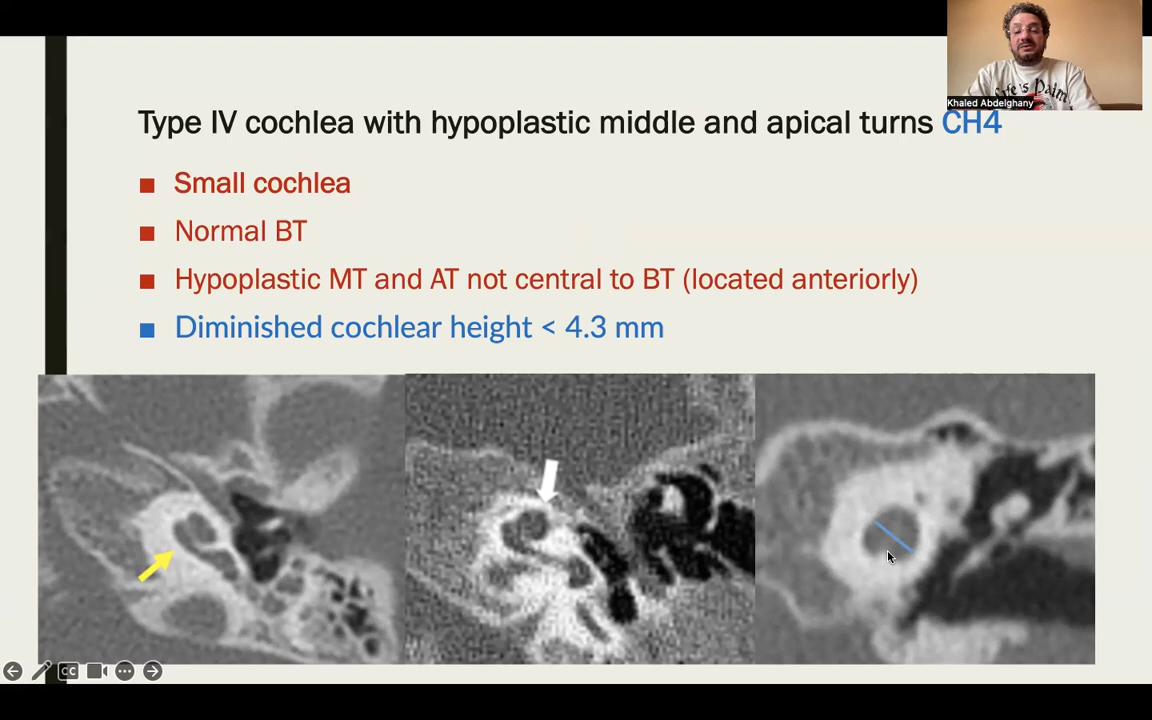 Khaled Abdelghany
Type IV cochlea with hypoplastic middle and apical turns CH4
■ Small cochlea
■ Normal BT
■ Hypoplastic MT and AT not central to BT (located anteriorly)
■ Diminished cochlear height < 4.3 mm
CC